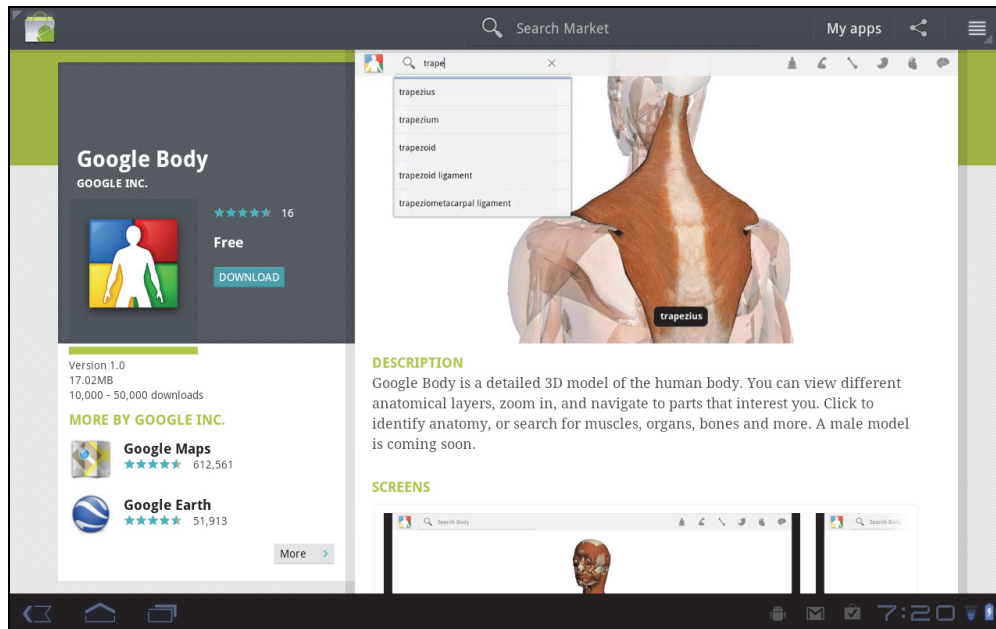 Search Market
My apps
Google Body
GOOGLE INC.
16
Free
DOWNLOAD
Version 1.0
17.02MB
10,000 - 50,000 downloads
MORE BY GOOGLE INC.
Google Maps
612,561
Google Earth
51,913
More
trape
trapezius
trapezium
trapezoid
trapezoid ligament
trapeziometacarpal ligament
trapezius
DESCRIPTION
Google Body is a detailed 3D model of the human body. You can view different
anatomical layers, zoom in, and navigate to parts that interest you. Click to
identify anatomy, or search for muscles, organs, bones and more. A male model
is coming soon.
SCREENS
Search Body
Search Body
7:20